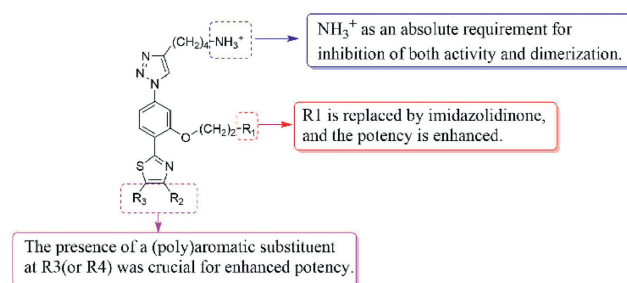 (CH₂)₄-NH₃⁺
NH₃⁺ as an absolute requirement for
inhibition of both activity and dimerization.
N
N
N
O
(CH₂)₂-R₁
R1 is replaced by imidazolidinone,
and the potency is enhanced.
S
N
R₃
R₂
The presence of a (poly)aromatic substituent
at R3(or R4) was crucial for enhanced potency.